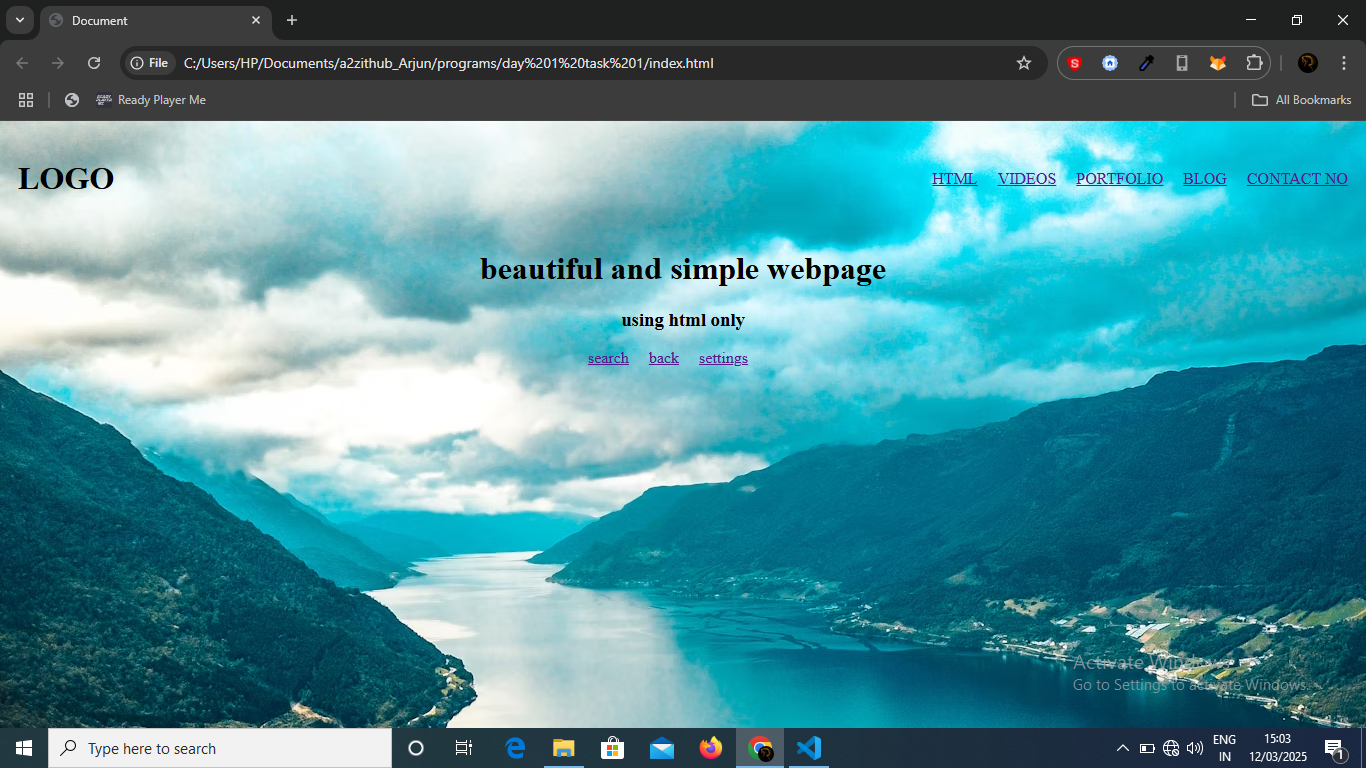 Document
File C:/Users/HP/Documents/a2zithub_Arjun/programs/day%201%20task%201/index.html
Ready Player Me All Bookmarks
LOGO HTML VIDEOS PORTFOLIO BLOG CONTACT NO
beautiful and simple webpage
using html only
search back settings
Activate Windows
Go to Settings to activate Windows.
Type here to search
ENG 15:03
IN 12/03/2025
1